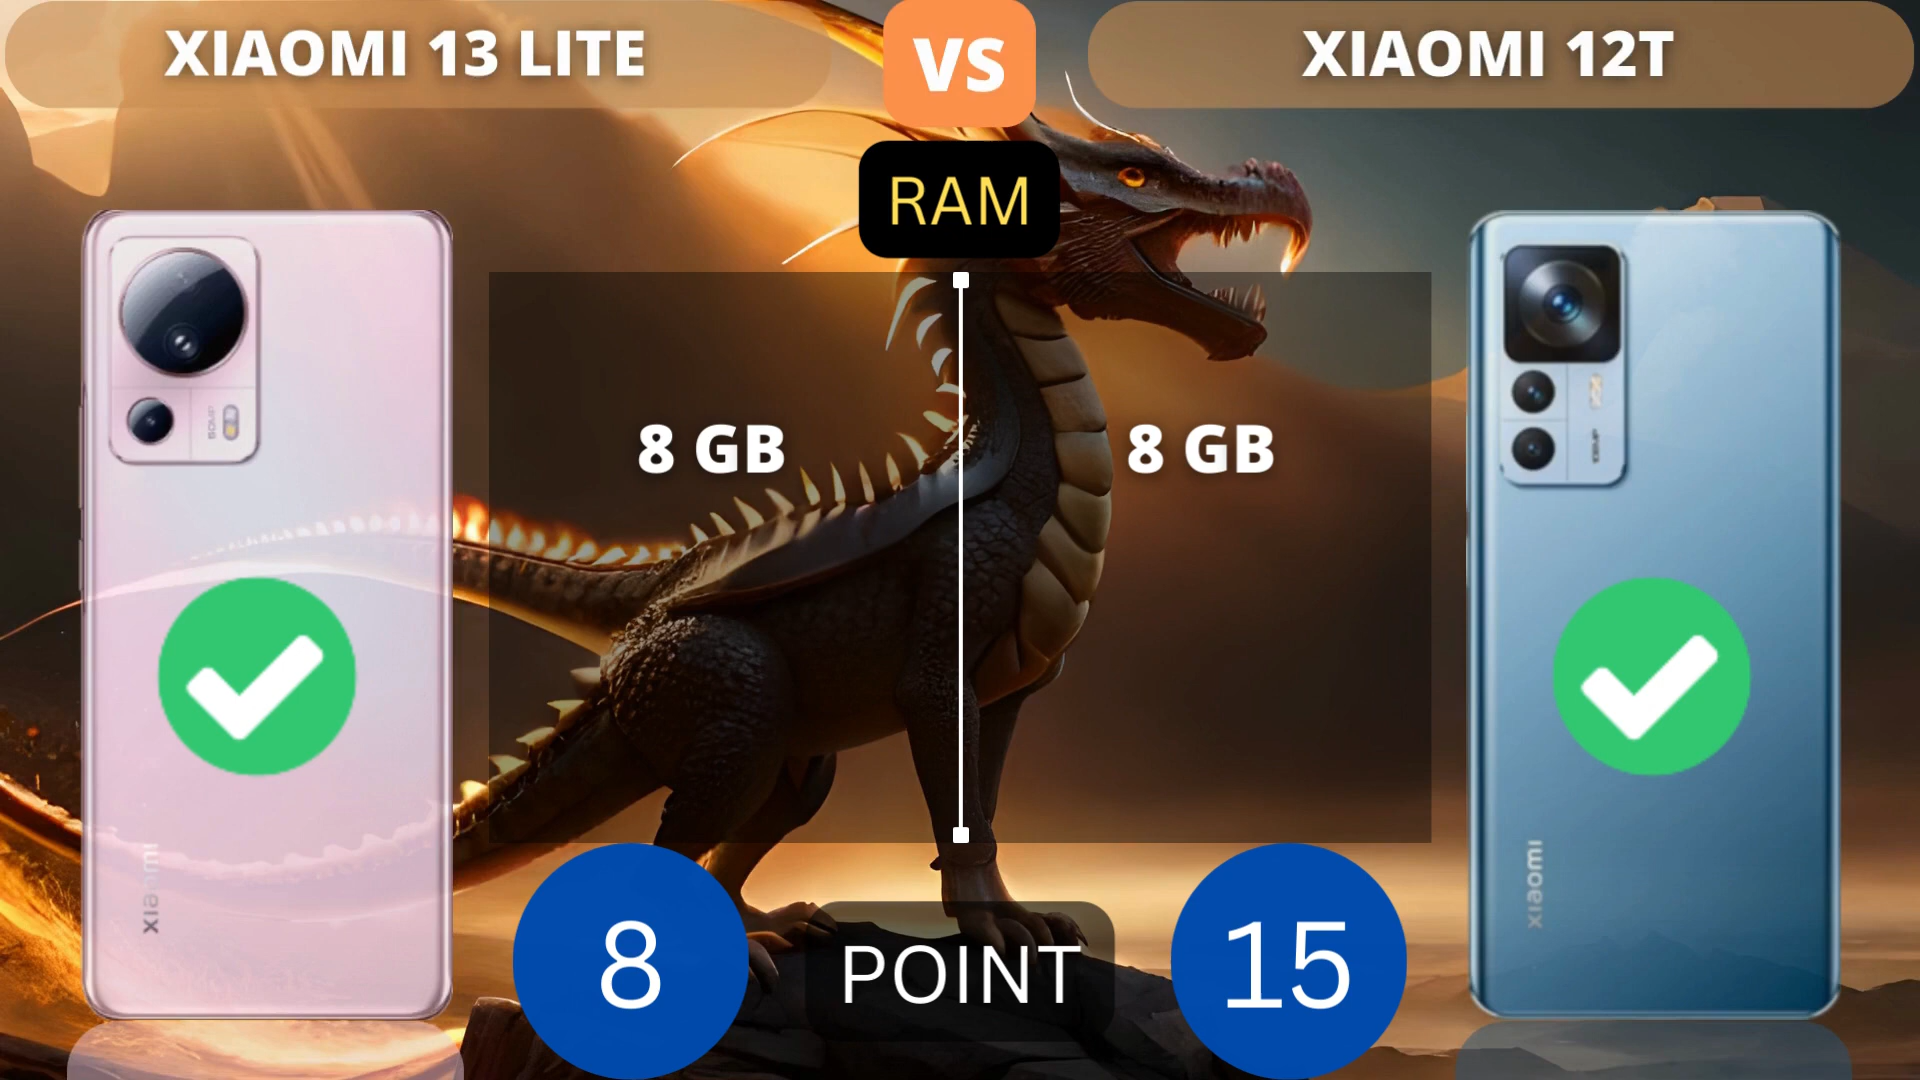 XIAOMI 13 LITE
VS
XIAOMI 12T
RAM
8 GB
8 GB
xiaomi
xiaomi
8
POINT
15